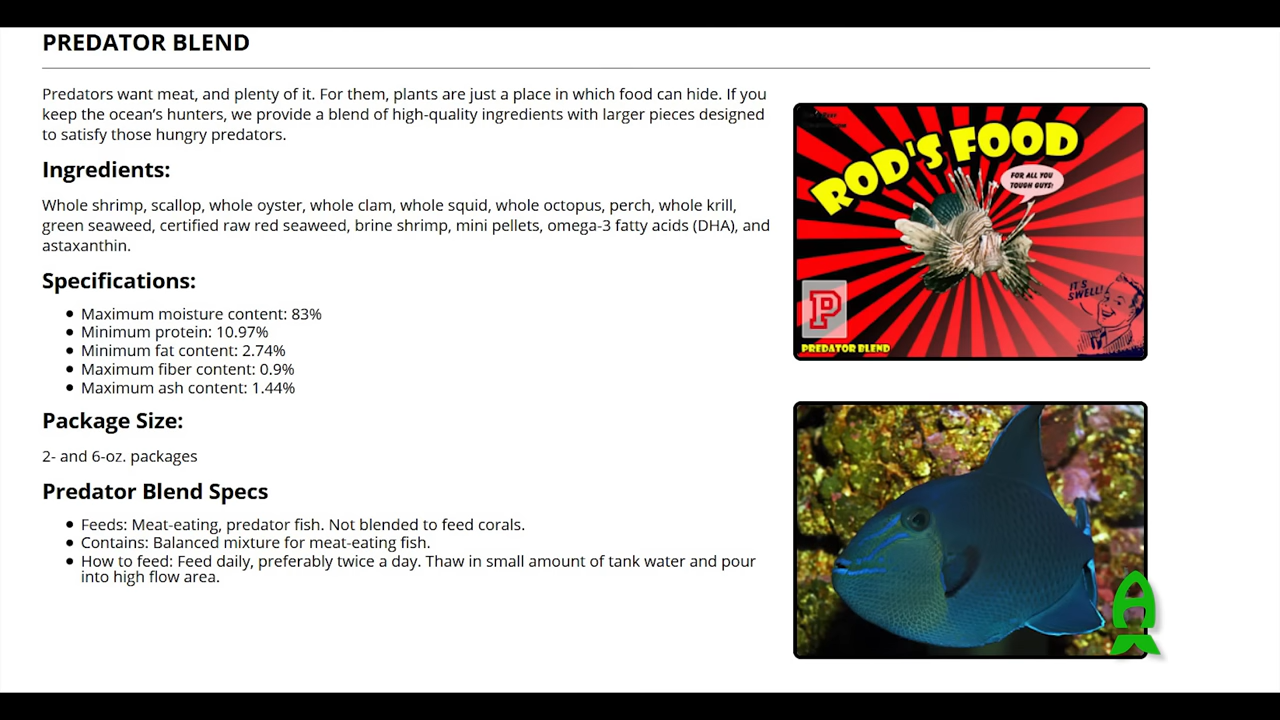 PREDATOR BLEND
Predators want meat, and plenty of it. For them, plants are just a place in which food can hide. If you
keep the ocean’s hunters, we provide a blend of high-quality ingredients with larger pieces designed
to satisfy those hungry predators.
Ingredients:
Whole shrimp, scallop, whole oyster, whole clam, whole squid, whole octopus, perch, whole krill,
green seaweed, certified raw red seaweed, brine shrimp, mini pellets, omega-3 fatty acids (DHA), and
astaxanthin.
Specifications:
Maximum moisture content: 83%
Minimum protein: 10.97%
Minimum fat content: 2.74%
Maximum fiber content: 0.9%
Maximum ash content: 1.44%
Package Size:
2- and 6-oz. packages
Predator Blend Specs
Feeds: Meat-eating, predator fish. Not blended to feed corals.
Contains: Balanced mixture for meat-eating fish.
How to feed: Feed daily, preferably twice a day. Thaw in small amount of tank water and pour
into high flow area.
ROD'S FOOD
FOR ALL YOU
TOUGH GUYS!
IT'S
SWELL!
P
PREDATOR BLEND